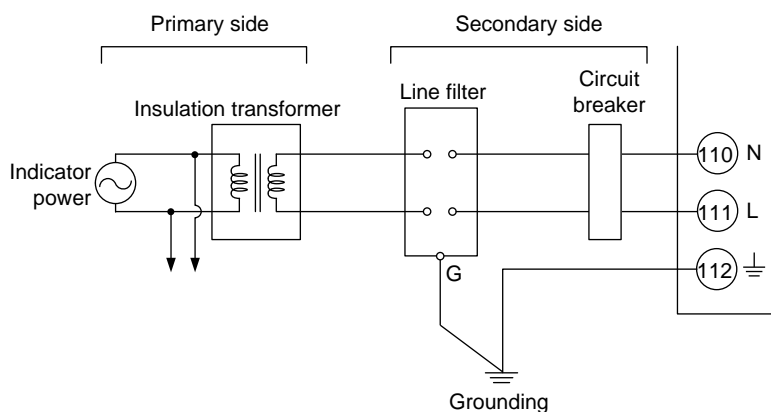 Primary side
Secondary side
Insulation transformer
Line filter
Circuit
breaker
Indicator
power
110 N
111 L
112
G
Grounding